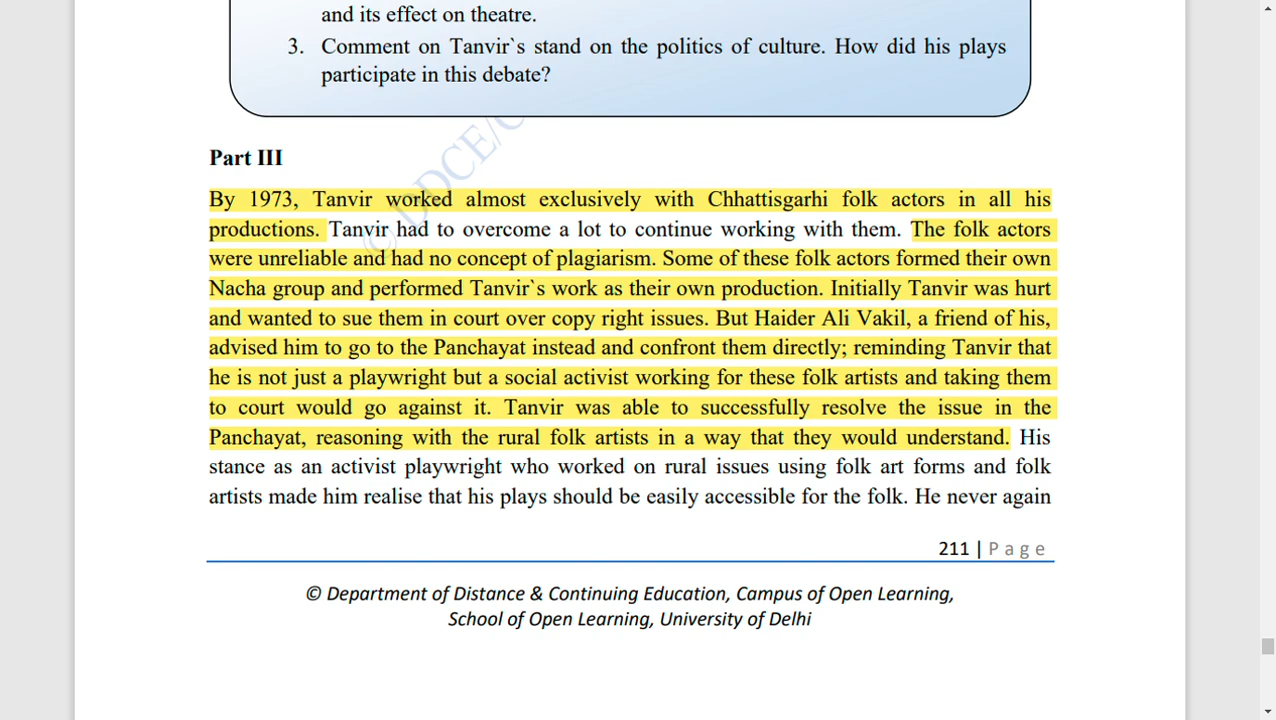 and its effect on theatre.
3. Comment on Tanvir`s stand on the politics of culture. How did his plays
participate in this debate?
© DDCE/C
Part III
By 1973, Tanvir worked almost exclusively with Chhattisgarhi folk actors in all his
productions. Tanvir had to overcome a lot to continue working with them. The folk actors
were unreliable and had no concept of plagiarism. Some of these folk actors formed their own
Nacha group and performed Tanvir`s work as their own production. Initially Tanvir was hurt
and wanted to sue them in court over copy right issues. But Haider Ali Vakil, a friend of his,
advised him to go to the Panchayat instead and confront them directly; reminding Tanvir that
he is not just a playwright but a social activist working for these folk artists and taking them
to court would go against it. Tanvir was able to successfully resolve the issue in the
Panchayat, reasoning with the rural folk artists in a way that they would understand. His
stance as an activist playwright who worked on rural issues using folk art forms and folk
artists made him realise that his plays should be easily accessible for the folk. He never again
211 | P a g e
© Department of Distance & Continuing Education, Campus of Open Learning,
School of Open Learning, University of Delhi